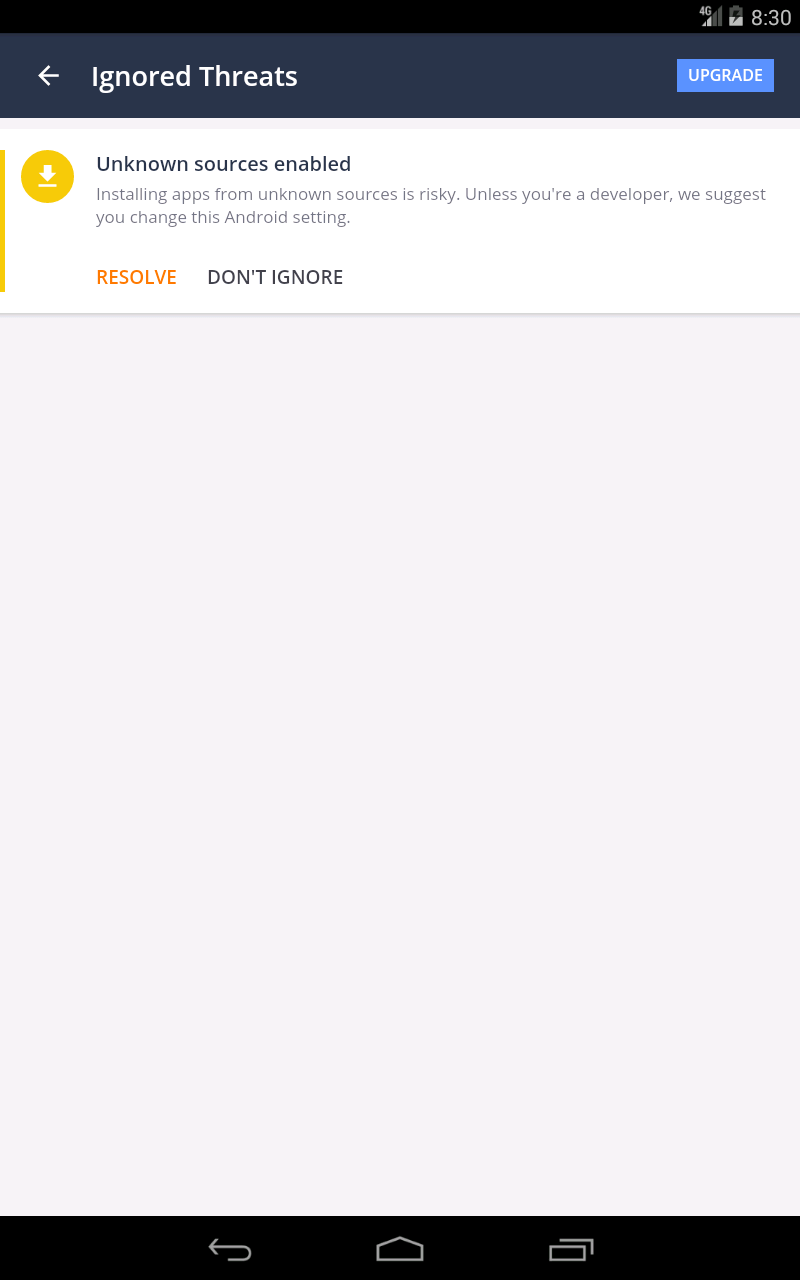 4G 8:30
Ignored Threats
UPGRADE
Unknown sources enabled
Installing apps from unknown sources is risky. Unless you're a developer, we suggest
you change this Android setting.
RESOLVE DON'T IGNORE